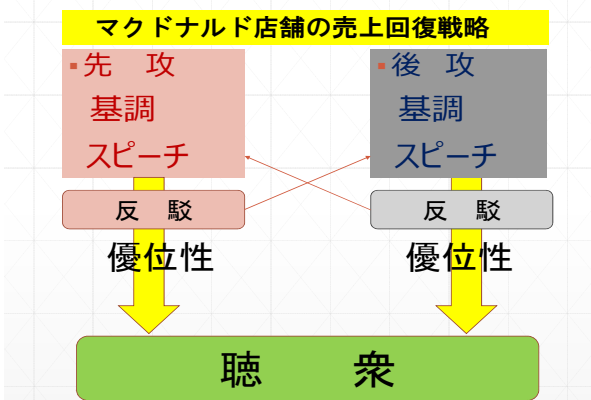 マクドナルド店舗の売上回復戦略
▪先　攻
基調
スピーチ
▪後　攻
基調
スピーチ
反　駁
反　駁
優位性
優位性
聴　　衆